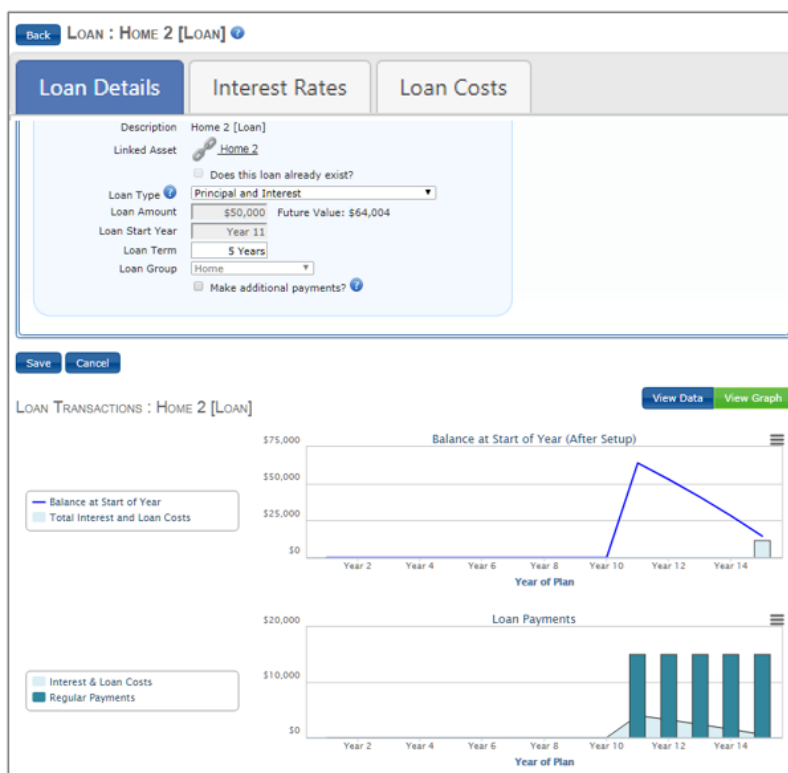 Back LOAN : HOME 2 [LOAN] ?
Loan Details Interest Rates Loan Costs
Description Home 2 [Loan]
Linked Asset Home 2
Does this loan already exist?
Loan Type ? Principal and Interest
Loan Amount $50,000 Future Value: $64,004
Loan Start Year Year 11
Loan Term 5 Years
Loan Group Home
Make additional payments? ?
Save Cancel
View Data View Graph
LOAN TRANSACTIONS : HOME 2 [LOAN]
Balance at Start of Year (After Setup)
$75,000
$50,000
$25,000
$0
Balance at Start of Year
Total Interest and Loan Costs
Year 2 Year 4 Year 6 Year 8 Year 10 Year 12 Year 14
Year of Plan
Loan Payments
$20,000
$10,000
$0
Interest & Loan Costs
Regular Payments
Year 2 Year 4 Year 6 Year 8 Year 10 Year 12 Year 14
Year of Plan